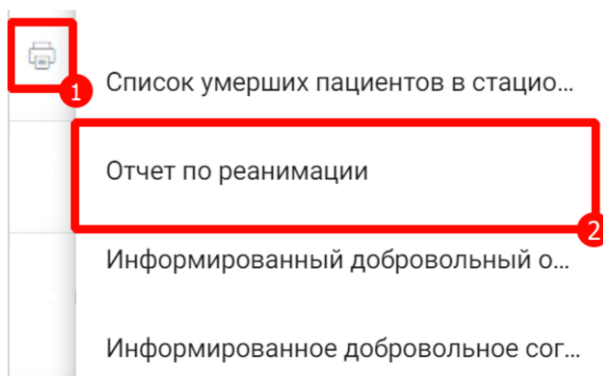 1
Список умерших пациентов в стацио...
Отчет по реанимации
2
Информированный добровольный о...
Информированное добровольное сог...